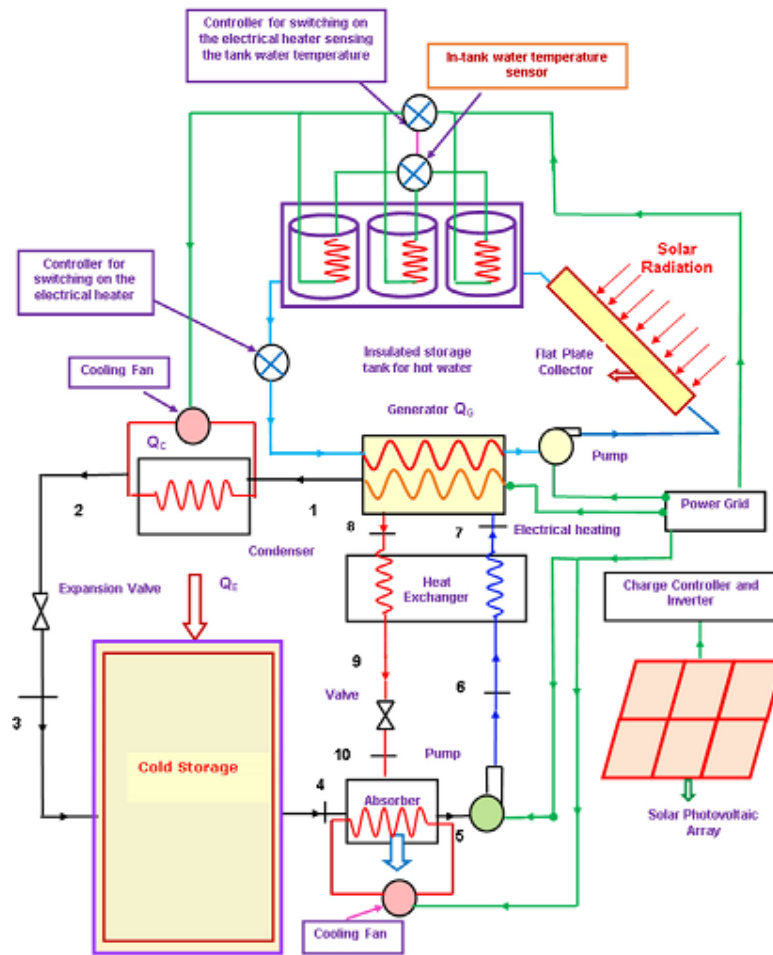 Controller for switching on
the electrical heater sensing
the tank water temperature
In-tank water temperature
sensor
Controller for
switching on the
electrical heater
Solar
Radiation
Insulated storage
tank for hot water
Flat Plate
Collector
Cooling Fan
Generator QG
QC
Pump
2
1
Power Grid
8
7
Electrical heating
Condenser
Heat
Exchanger
Charge Controller and
Inverter
Expansion Valve
QE
9
6
Valve
3
10
Pump
Cold Storage
4
Absorber
5
Solar Photovoltaic
Array
Cooling Fan